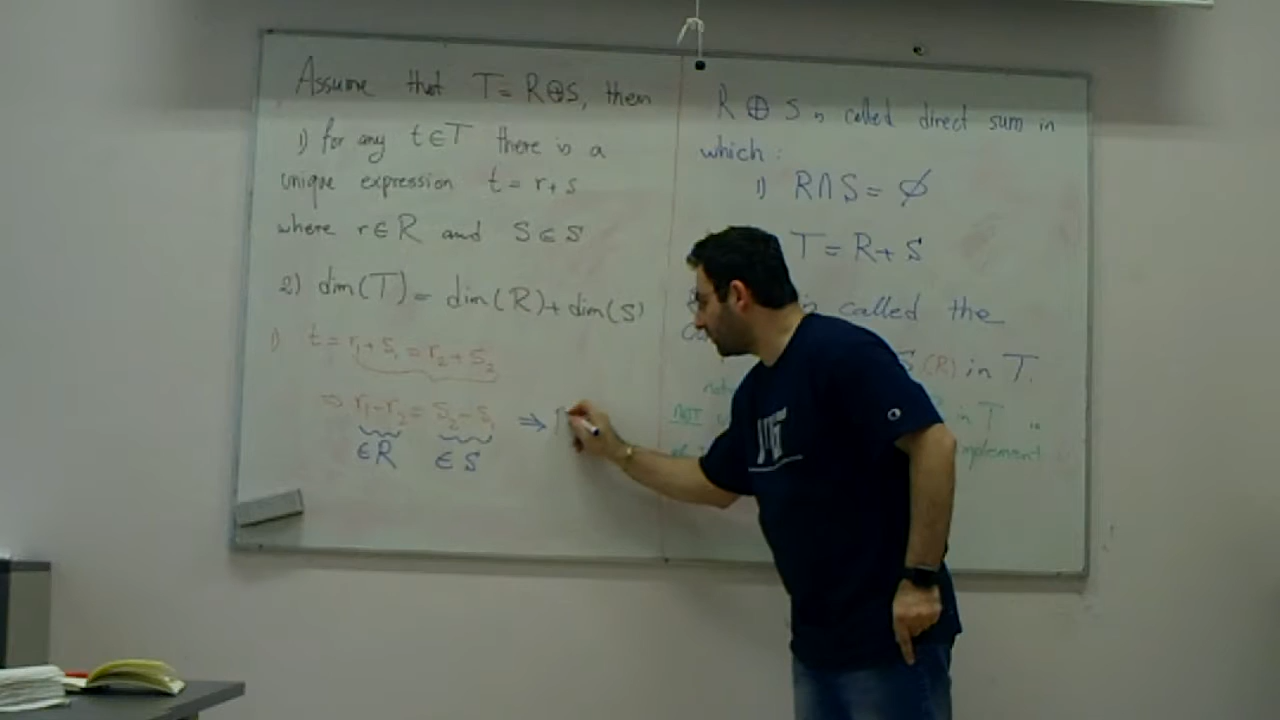 Assume that T = R⊕S, then
1) for any t∈T there is a
unique expression t = r+s
where r∈R and S∈S
2) dim(T) = dim(R)+dim(S)
1) t = r₁+s₁ = r₂+s₂
⇒ r₁-r₂ = s₂-s₁ ⇒
∈R ∈S
R ⊕ S is called direct sum in
which:
1) R∩S = ∅
T = R+S
is called the
S(R) in T.
NOT in T is